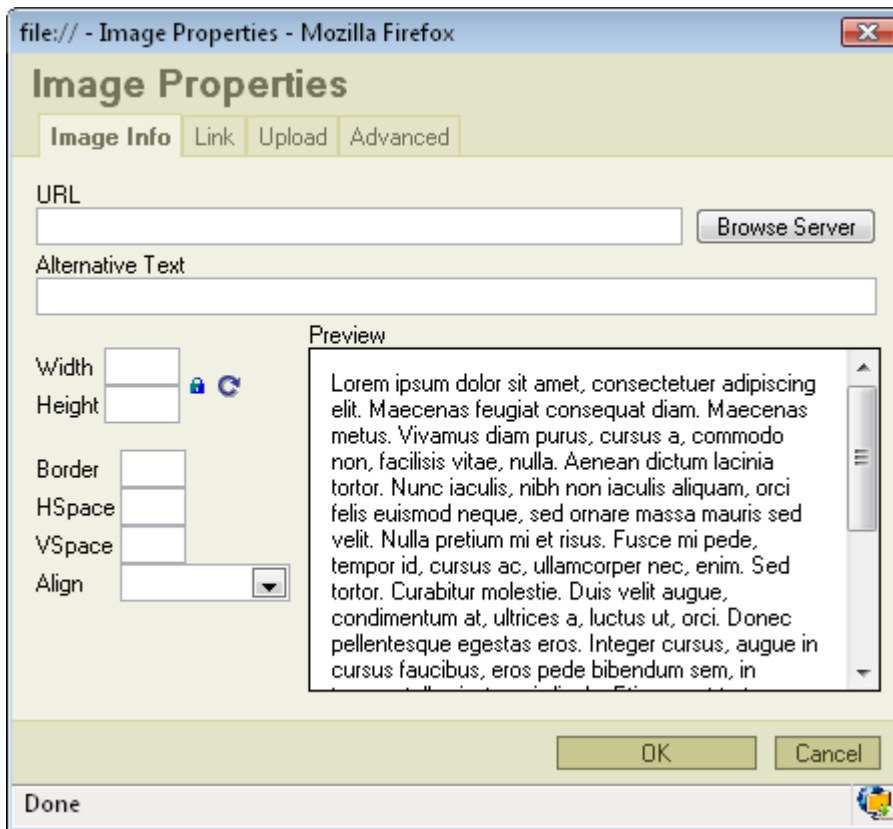 file:// - Image Properties - Mozilla Firefox
Image Properties
Image Info Link Upload Advanced
URL
Browse Server
Alternative Text
Preview
Width
Height
Border
HSpace
VSpace
Align
Lorem ipsum dolor sit amet, consectetuer adipiscing
elit. Maecenas feugiat consequat diam. Maecenas
metus. Vivamus diam purus, cursus a, commodo
non, facilisis vitae, nulla. Aenean dictum lacinia
tortor. Nunc iaculis, nibh non iaculis aliquam, orci
felis euismod neque, sed ornare massa mauris sed
velit. Nulla pretium mi et risus. Fusce mi pede,
tempor id, cursus ac, ullamcorper nec, enim. Sed
tortor. Curabitur molestie. Duis velit augue,
condimentum at, ultrices a, luctus ut, orci. Donec
pellentesque egestas eros. Integer cursus, augue in
cursus faucibus, eros pede bibendum sem, in
OK Cancel
Done